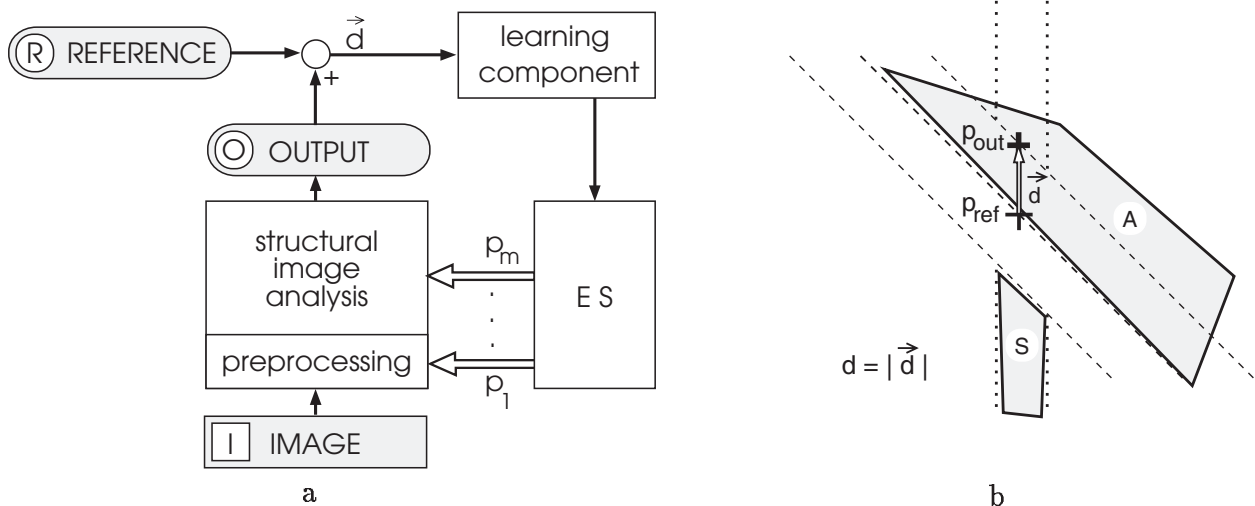 R REFERENCE
d
+
learning
component
O OUTPUT
structural
image
analysis
preprocessing
p_m
.
.
.
p_1
E S
I IMAGE
a
p_out
d
p_ref
A
S
d = | d |
b